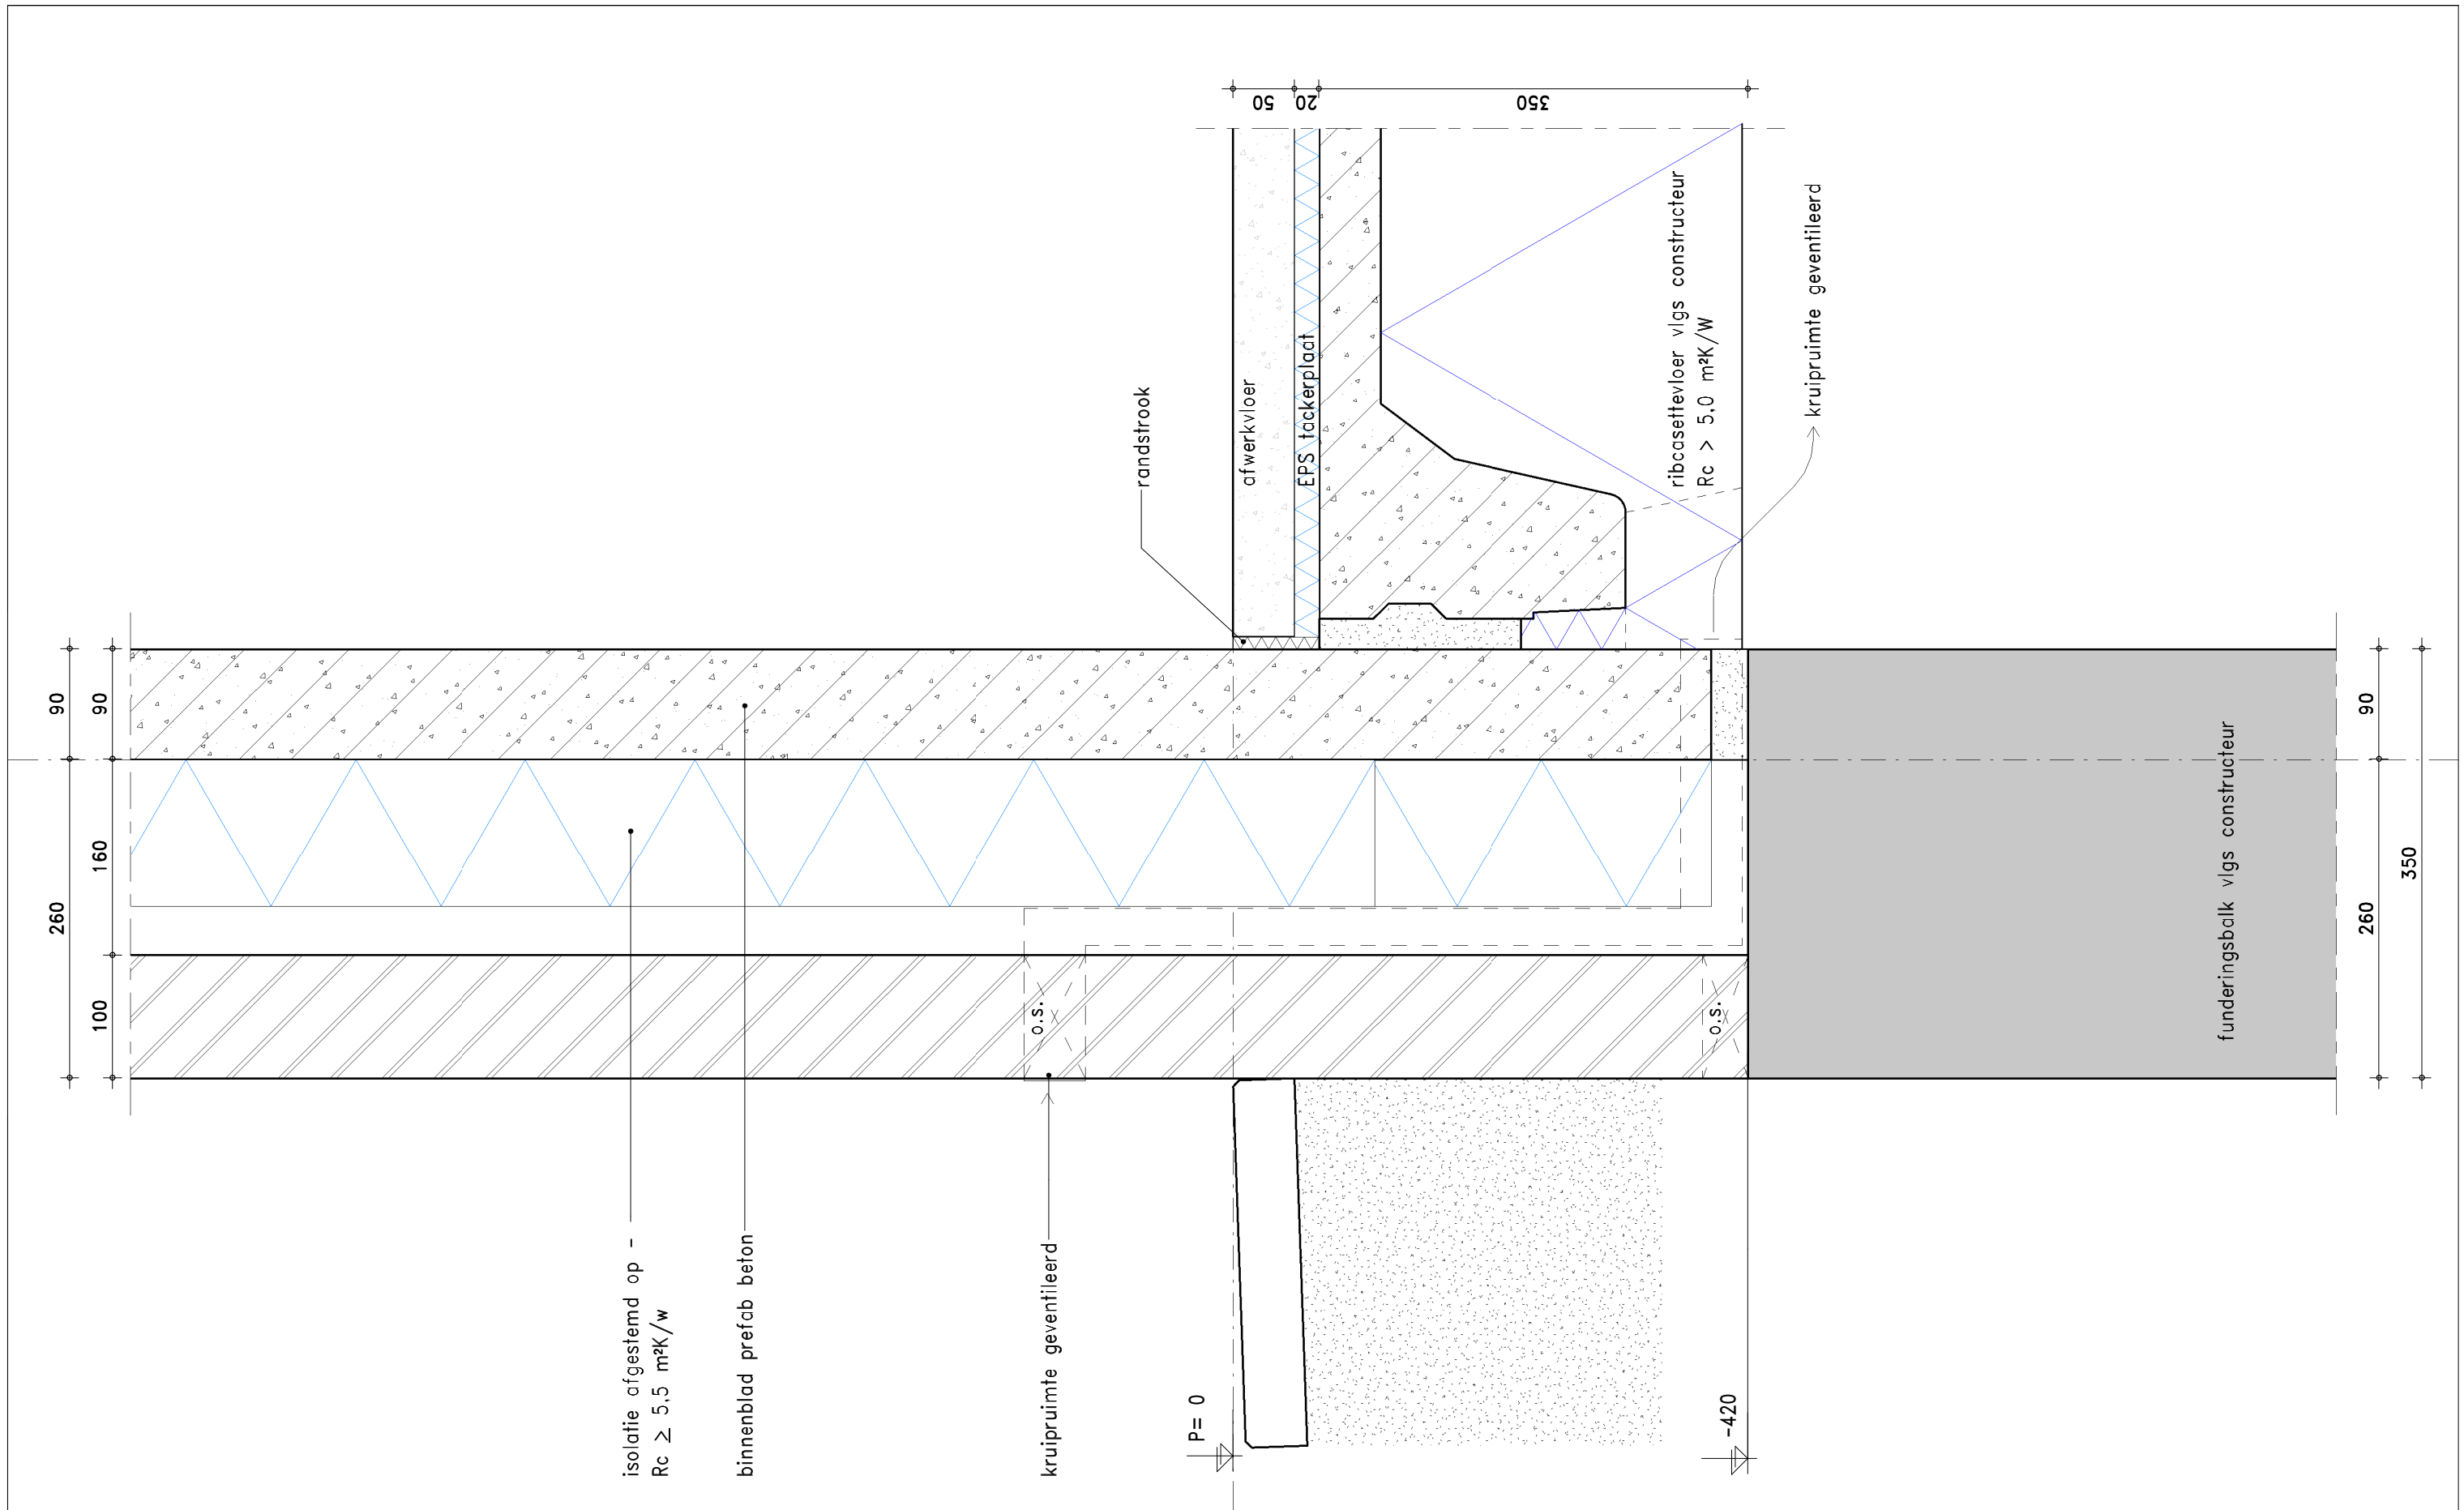 90
90
260
160
100
isolatie afgestemd op -
Rc ≥ 5,5 m²K/w
binnenblad prefab beton
kruipruimte geventileerd
o.s.
randstrook
afwerkvloer
EPS tackerplaat
50
20
350
ribcasettevloer vlgs constructeur
Rc > 5,0 m²K/W
kruipruimte geventileerd
P= 0
-420
o.s.
funderingsbalk vlgs constructeur
90
260
350